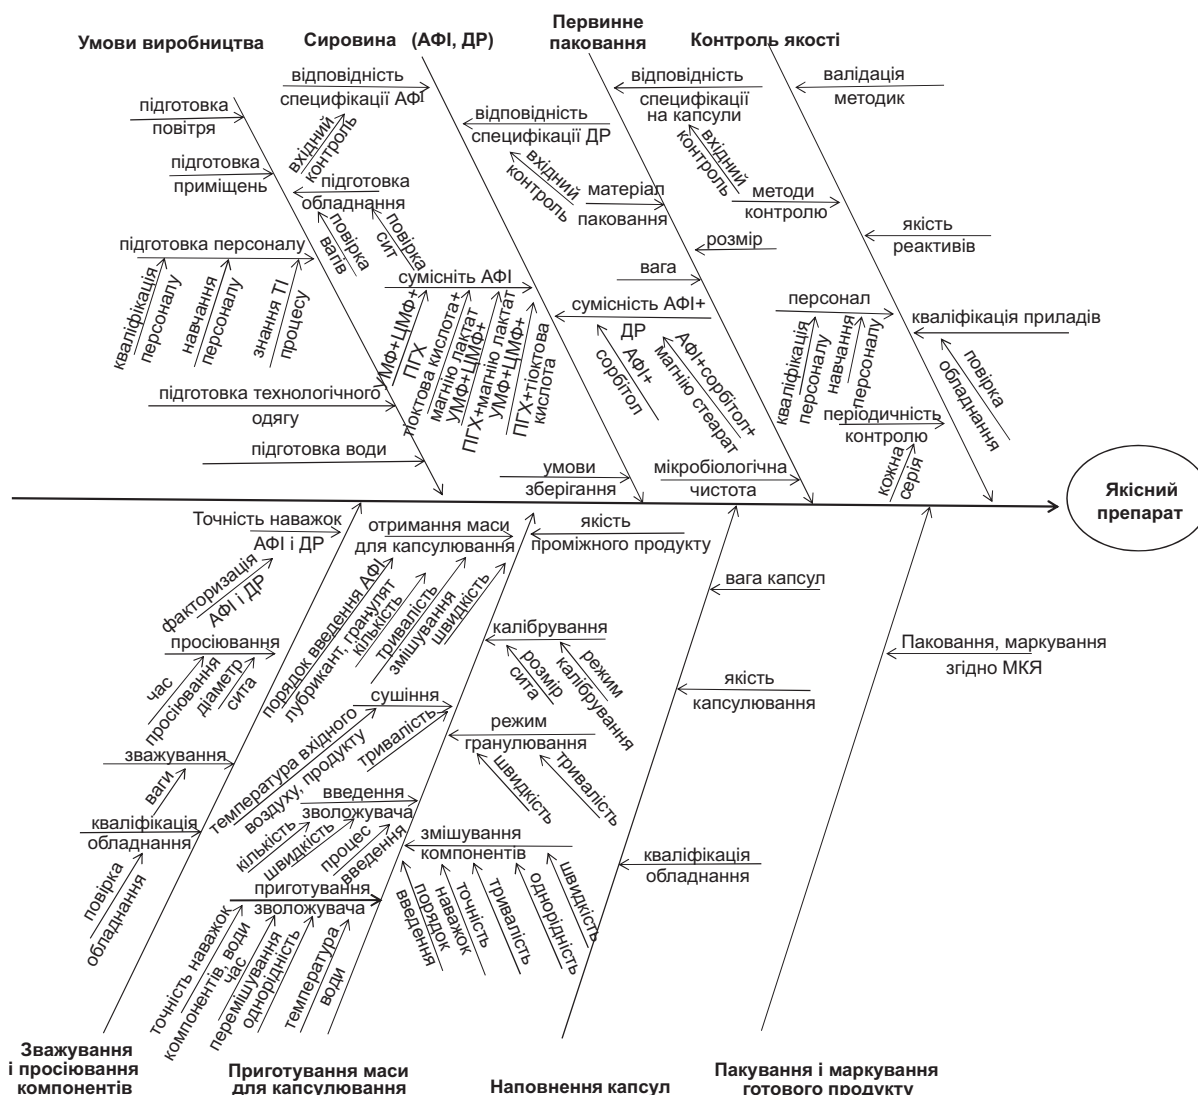 Умови виробництва
Сировина (АФІ, ДР)
Первинне
паковання
Контроль якості
підготовка
повітря
підготовка
приміщень
підготовка персоналу
кваліфікація
персоналу
навчання
персоналу
знання ТІ
процесу
підготовка
обладнання
повірка
вагів
повірка
сит
підготовка технологічного
одягу
підготовка води
відповідність
специфікації АФІ
вхідний
контроль
відповідність
специфікації ДР
вхідний
контроль
сумісніть АФІ
УМФ+ЦМФ+
ПГХ
тіоктова кислота+
магнію лактат
УМФ+ЦМФ+
ПГХ+магнію лактат
УМФ+ЦМФ+
ПГХ+тіоктова
кислота
сумісність АФІ+
ДР
АФІ+
сорбітол
АФІ+сорбітол+
магнію стеарат
умови
зберігання
відповідність
специфікації
на капсули
вхідний
контроль
матеріал
паковання
розмір
вага
мікробіологічна
чистота
валідація
методик
методи
контролю
якість
реактивів
персонал
кваліфікація
персоналу
навчання
персоналу
кваліфікація приладів
повірка
обладнання
періодичність
контролю
кожна
серія
Якісний
препарат
Точність наважок
АФІ і ДР
факторизація
АФІ і ДР
просіювання
час
просіювання
діаметр
сита
зважування
ваги
кваліфікація
обладнання
повірка
обладнання
отримання маси
для капсулювання
порядок введення АФІ
лубрикант, гранулят
кількість
тривалість
змішування
швидкість
якість
проміжного продукту
калібрування
розмір
сита
режим
калібрування
сушіння
температура вхідного
воздуху, продукту
тривалість
режим
гранулювання
швидкість
тривалість
введення
зволожувача
кількість
швидкість
процес
введення
змішування
компонентів
порядок
введення
точність
наважок
тривалість
однорідність
швидкість
приготування
зволожувача
точність наважок
компонентів, води
час
перемішування
однорідність
температура
води
вага капсул
якість
капсулювання
кваліфікація
обладнання
Паковання, маркування
згідно МКЯ
Зважування
і просіювання
компонентів
Приготування маси
для капсулювання
Наповнення капсул
Пакування і маркування
готового продукту